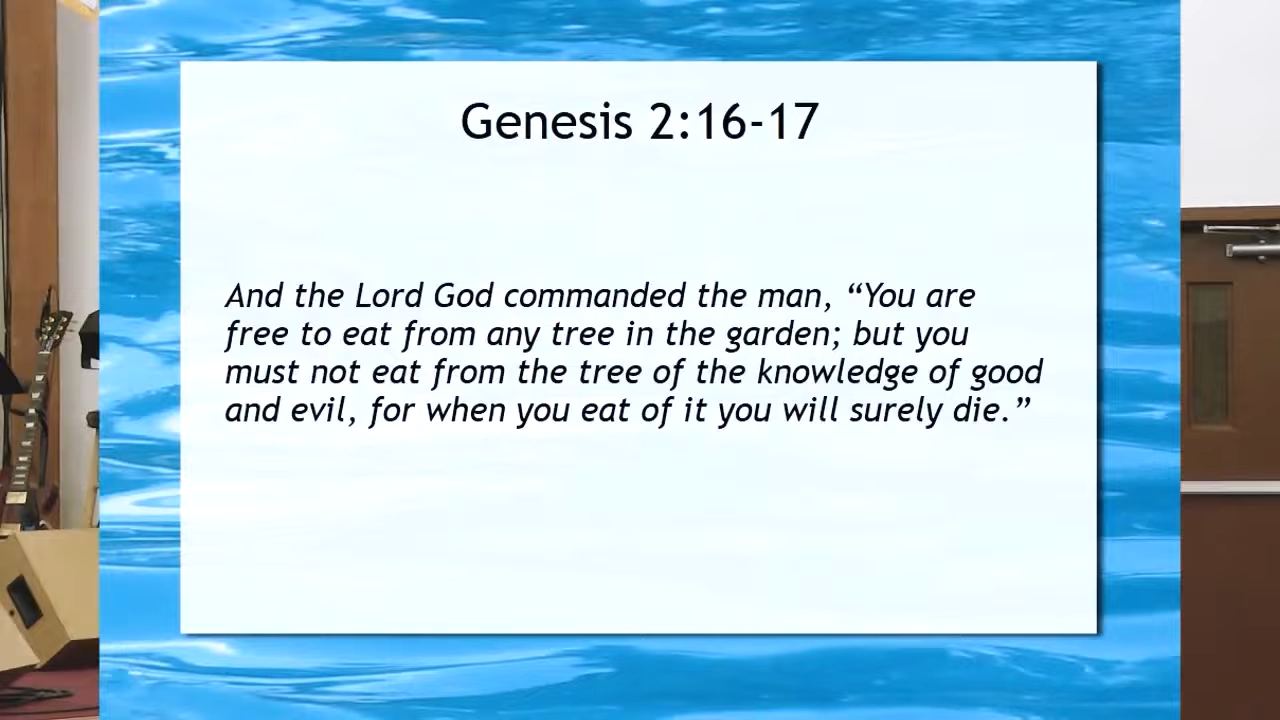 Genesis 2:16-17
And the Lord God commanded the man, “You are
free to eat from any tree in the garden; but you
must not eat from the tree of the knowledge of good
and evil, for when you eat of it you will surely die.”